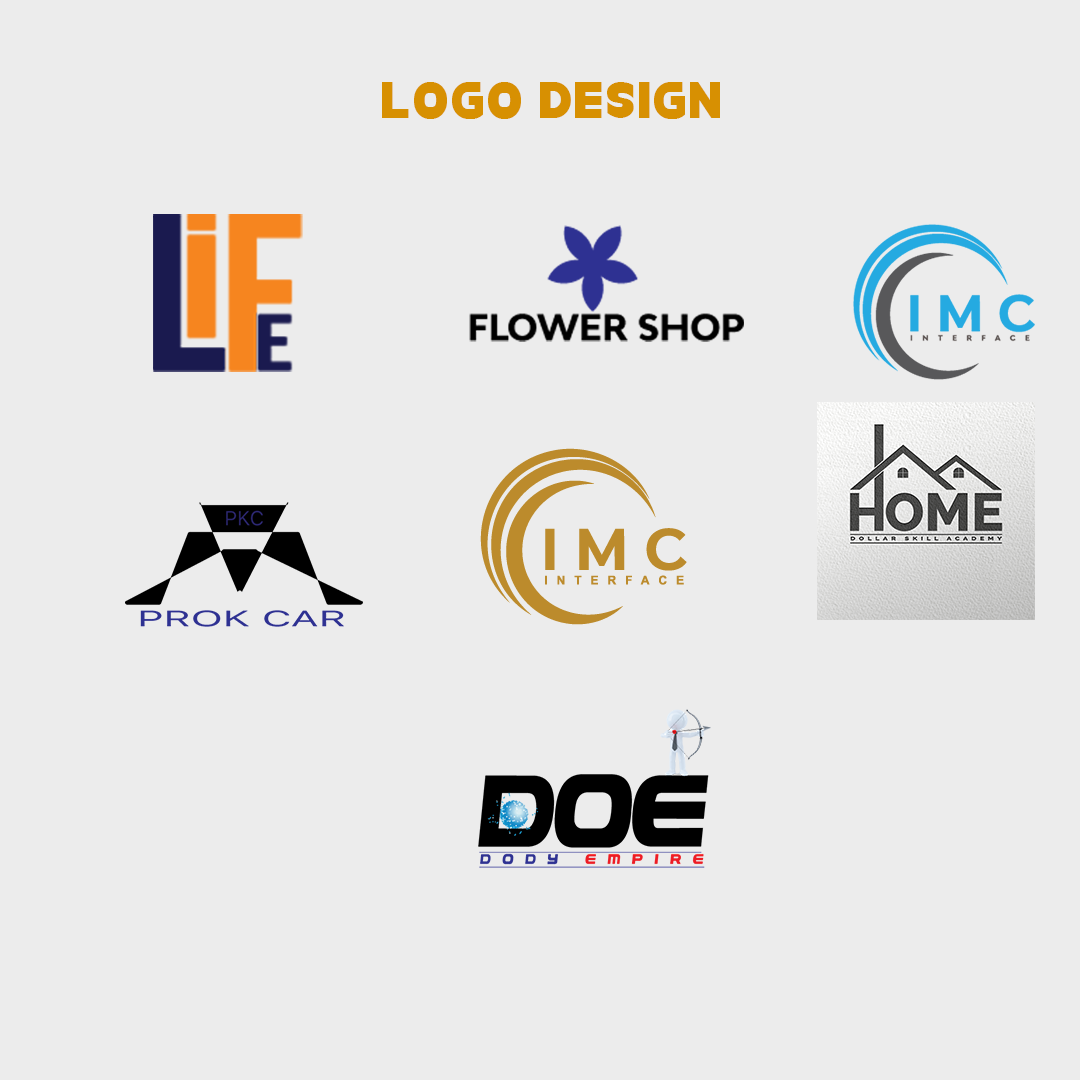 LOGO DESIGN
LiFE
FLOWER SHOP
IMC
INTERFACE
PKC
PROK CAR
IMC
INTERFACE
HOME
DOLLAR SKILL ACADEMY
DOE
DODY EMPIRE